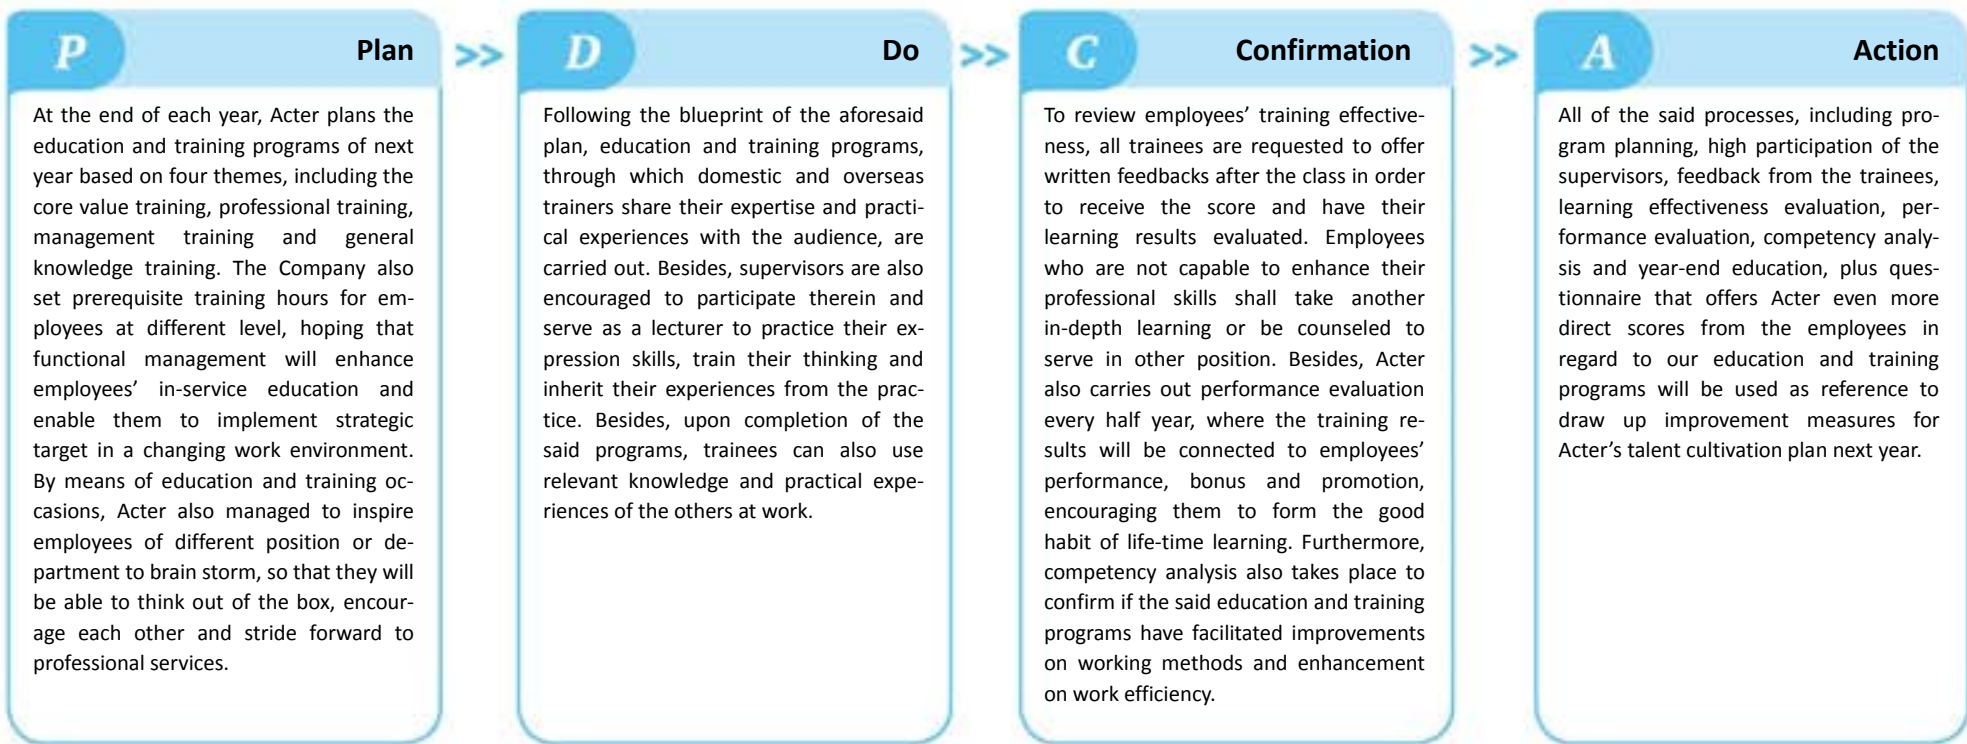 P Plan
At the end of each year, Acter plans the
education and training programs of next
year based on four themes, including the
core value training, professional training,
management training and general
knowledge training. The Company also
set prerequisite training hours for em-
ployees at different level, hoping that
functional management will enhance
employees’ in-service education and
enable them to implement strategic
target in a changing work environment.
By means of education and training oc-
casions, Acter also managed to inspire
employees of different position or de-
partment to brain storm, so that they will
be able to think out of the box, encour-
age each other and stride forward to
professional services.
>>
D Do
Following the blueprint of the aforesaid
plan, education and training programs,
through which domestic and overseas
trainers share their expertise and practi-
cal experiences with the audience, are
carried out. Besides, supervisors are also
encouraged to participate therein and
serve as a lecturer to practice their ex-
pression skills, train their thinking and
inherit their experiences from the prac-
tice. Besides, upon completion of the
said programs, trainees can also use
relevant knowledge and practical expe-
riences of the others at work.
>>
C Confirmation
To review employees’ training effective-
ness, all trainees are requested to offer
written feedbacks after the class in order
to receive the score and have their
learning results evaluated. Employees
who are not capable to enhance their
professional skills shall take another
in-depth learning or be counseled to
serve in other position. Besides, Acter
also carries out performance evaluation
every half year, where the training re-
sults will be connected to employees’
performance, bonus and promotion,
encouraging them to form the good
habit of life-time learning. Furthermore,
competency analysis also takes place to
confirm if the said education and training
programs have facilitated improvements
on working methods and enhancement
on work efficiency.
>>
A Action
All of the said processes, including pro-
gram planning, high participation of the
supervisors, feedback from the trainees,
learning effectiveness evaluation, per-
formance evaluation, competency analy-
sis and year-end education, plus ques-
tionnaire that offers Acter even more
direct scores from the employees in
regard to our education and training
programs will be used as reference to
draw up improvement measures for
Acter’s talent cultivation plan next year.